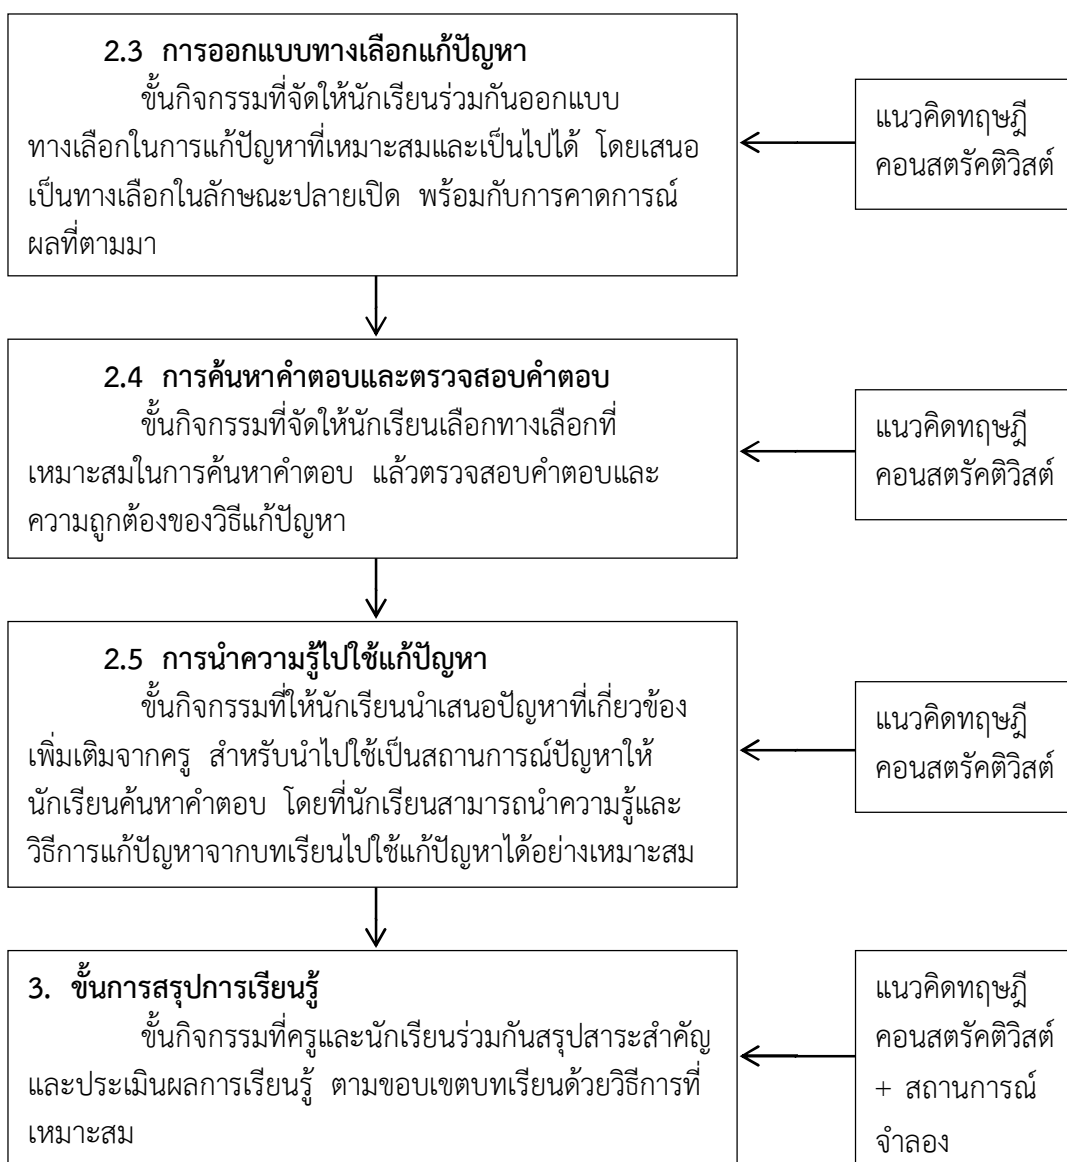 2.3 การออกแบบทางเลือกแก้ปัญหา
ขั้นกิจกรรมที่จัดให้นักเรียนร่วมกันออกแบบ
ทางเลือกในการแก้ปัญหาที่เหมาะสมและเป็นไปได้ โดยเสนอ
เป็นทางเลือกในลักษณะปลายเปิด พร้อมกับการคาดการณ์
ผลที่ตามมา
แนวคิดทฤษฎี
คอนสตรัคติวิสต์
2.4 การค้นหาคำตอบและตรวจสอบคำตอบ
ขั้นกิจกรรมที่จัดให้นักเรียนเลือกทางเลือกที่
เหมาะสมในการค้นหาคำตอบ แล้วตรวจสอบคำตอบและ
ความถูกต้องของวิธีแก้ปัญหา
แนวคิดทฤษฎี
คอนสตรัคติวิสต์
2.5 การนำความรู้ไปใช้แก้ปัญหา
ขั้นกิจกรรมที่ให้นักเรียนนำเสนอปัญหาที่เกี่ยวข้อง
เพิ่มเติมจากครู สำหรับนำไปใช้เป็นสถานการณ์ปัญหาให้
นักเรียนค้นหาคำตอบ โดยที่นักเรียนสามารถนำความรู้และ
วิธีการแก้ปัญหาจากบทเรียนไปใช้แก้ปัญหาได้อย่างเหมาะสม
แนวคิดทฤษฎี
คอนสตรัคติวิสต์
3. ขั้นการสรุปการเรียนรู้
ขั้นกิจกรรมที่ครูและนักเรียนร่วมกันสรุปสาระสำคัญ
และประเมินผลการเรียนรู้ ตามขอบเขตบทเรียนด้วยวิธีการที่
เหมาะสม
แนวคิดทฤษฎี
คอนสตรัคติวิสต์
+ สถานการณ์
จำลอง